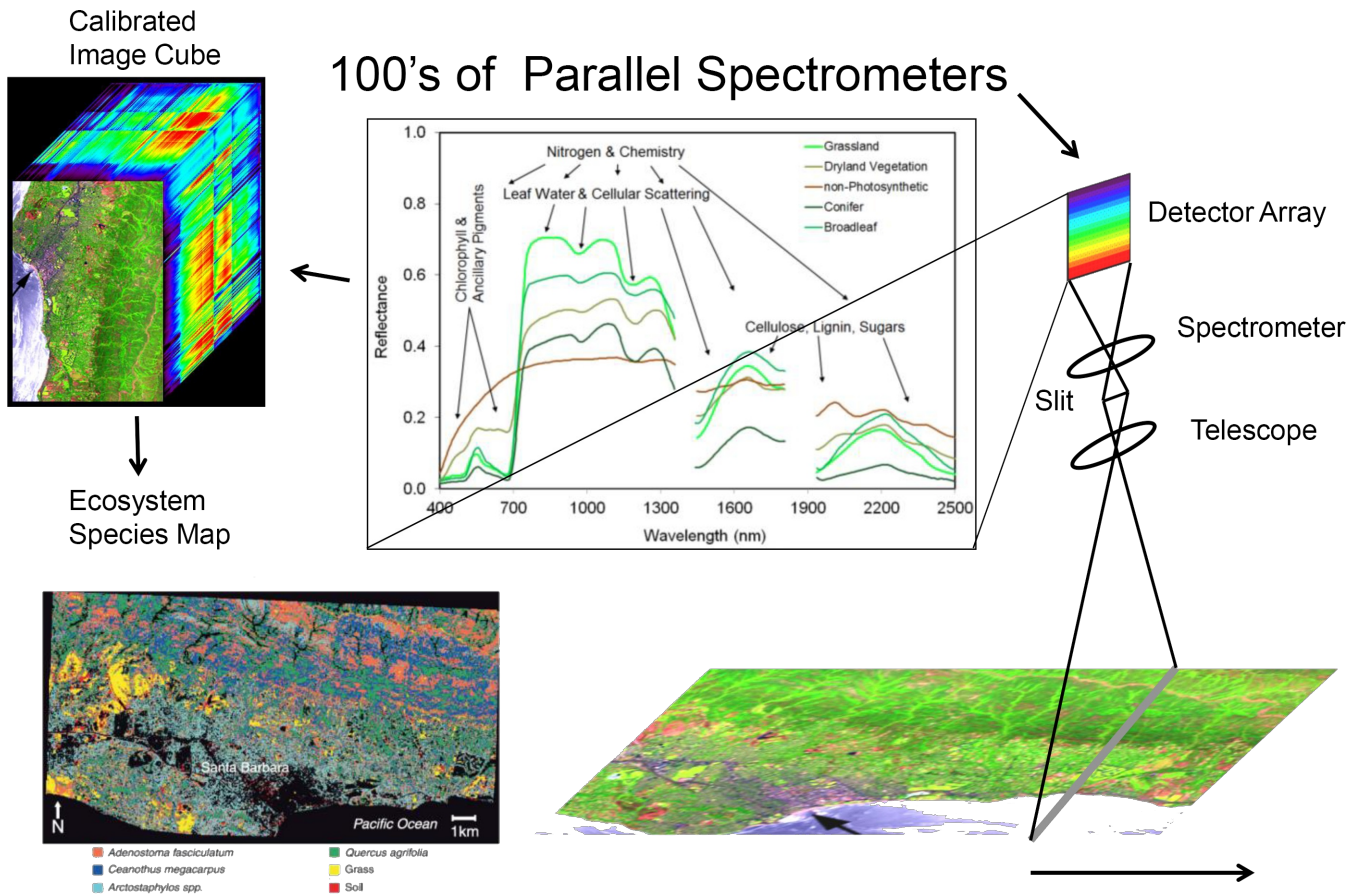 Calibrated
Image Cube
100's of Parallel Spectrometers
1.0
0.8
0.6
0.4
0.2
0.0
Reflectance
Nitrogen & Chemistry
Leaf Water & Cellular Scattering
Chlorophyll &
Ancillary Pigments
Cellulose, Lignin, Sugars
Grassland
Dryland Vegetation
non-Photosynthetic
Conifer
Broadleaf
400
700
1000
1300
1600
1900
2200
2500
Wavelength (nm)
Detector Array
Spectrometer
Slit
Telescope
Ecosystem
Species Map
Santa Barbara
N
Pacific Ocean
1km
Adenostoma fasciculatum
Ceanothus megacarpus
Arctostaphylos spp.
Quercus agrifolia
Grass
Soil